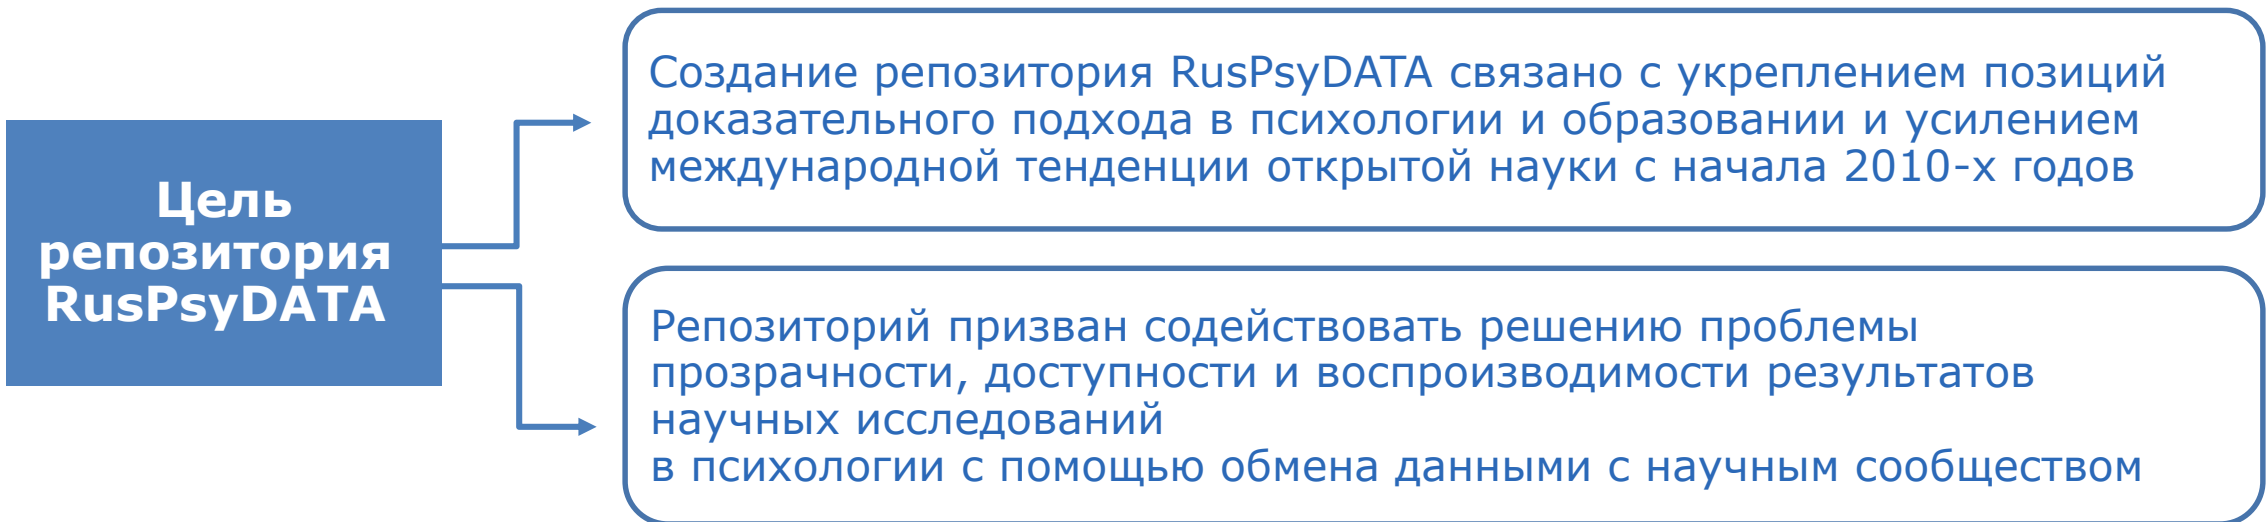 Цель
репозитория
RusPsyDATA
Создание репозитория RusPsyDATA связано с укреплением позиций
доказательного подхода в психологии и образовании и усилением
международной тенденции открытой науки с начала 2010-х годов
Репозиторий призван содействовать решению проблемы
прозрачности, доступности и воспроизводимости результатов
научных исследований
в психологии с помощью обмена данными с научным сообществом